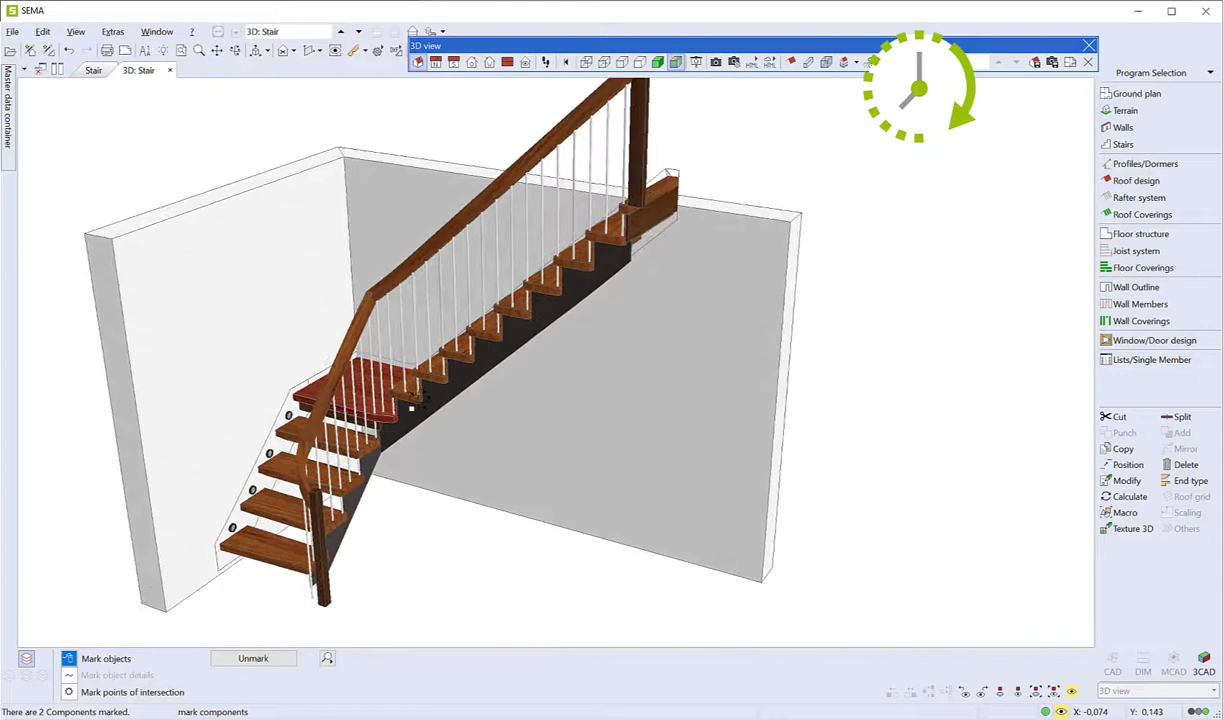 SEMA
File Edit View Extras Window ? 3D: Stair
3D view
Stair 3D: Stair
Master data container
Program Selection
Ground plan
Terrain
Walls
Stairs
Profiles/Dormers
Roof design
Rafter system
Roof Coverings
Floor structure
Joist system
Floor Coverings
Wall Outline
Wall Members
Wall Coverings
Window/Door design
Lists/Single Member
Cut Split
Punch Add
Copy Mirror
Position Delete
Modify End type
Calculate Roof grid
Macro Scaling
Texture 3D Others
Mark objects Unmark
Mark object details
Mark points of intersection
CAD DIM MCAD 3CAD
3D view
There are 2 Components marked. mark components X: -0,074 Y: 0,143